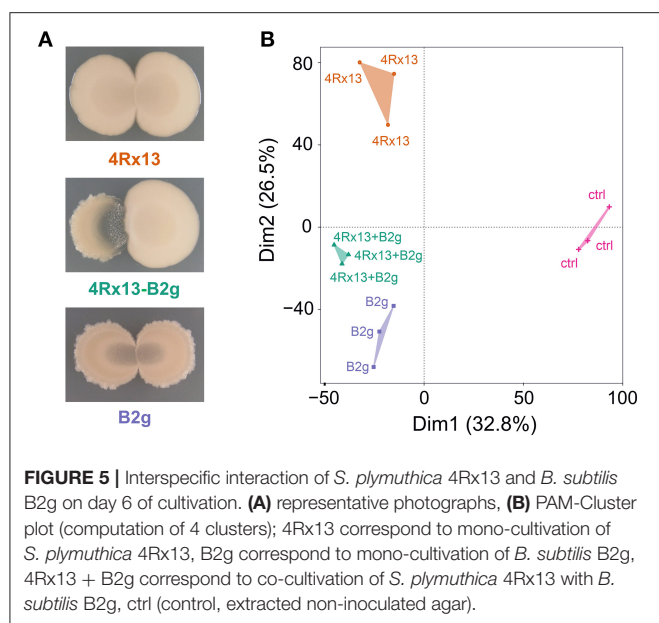 A
B
4Rx13
4Rx13-B2g
B2g
80
40
0
−40
Dim2 (26.5%)
4Rx13
4Rx13
4Rx13
ctrl
ctrl
ctrl
4Rx13+B2g
4Rx13+B2g
4Rx13+B2g
B2g
B2g
B2g
−50
0
50
100
Dim1 (32.8%)
FIGURE 5 | Interspecific interaction of S. plymuthica 4Rx13 and B. subtilis
B2g on day 6 of cultivation. (A) representative photographs, (B) PAM-Cluster
plot (computation of 4 clusters); 4Rx13 correspond to mono-cultivation of
S. plymuthica 4Rx13, B2g correspond to mono-cultivation of B. subtilis B2g,
4Rx13 + B2g correspond to co-cultivation of S. plymuthica 4Rx13 with B.
subtilis B2g, ctrl (control, extracted non-inoculated agar).